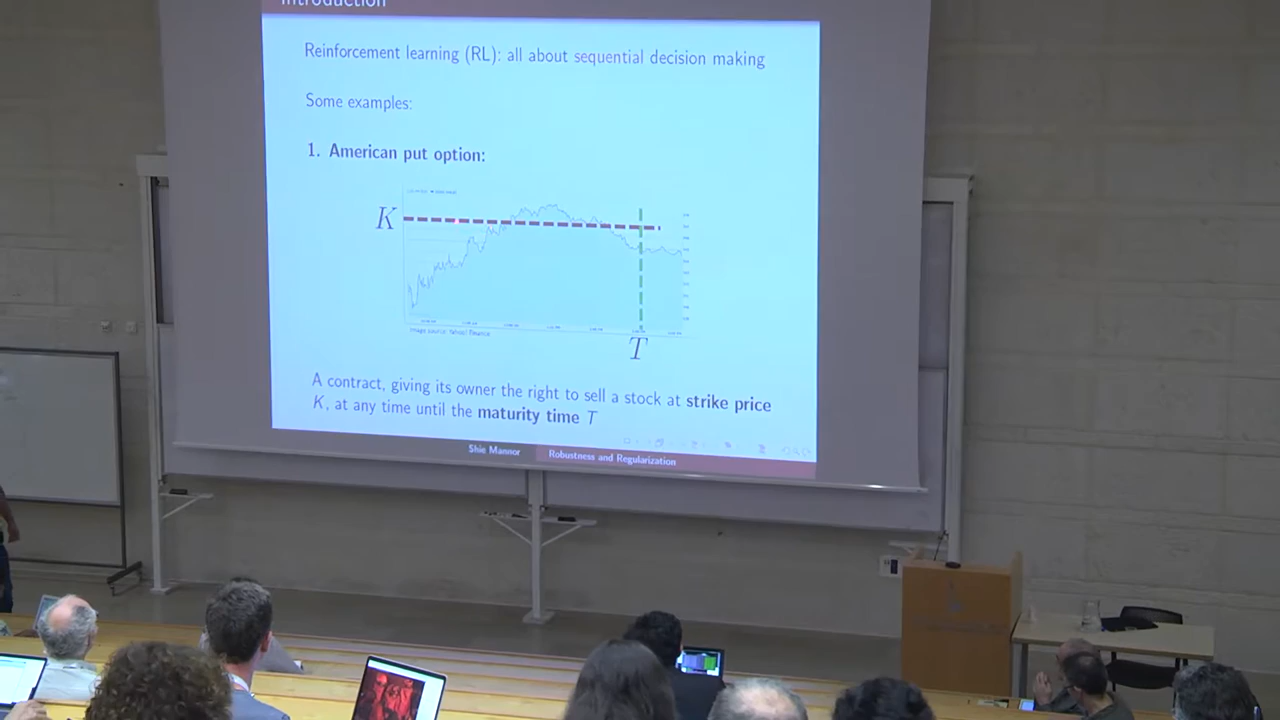 Introduction
Reinforcement learning (RL): all about sequential decision making
Some examples:
1. American put option:
K
Image source: Yahoo! Finance
T
A contract, giving its owner the right to sell a stock at strike price
K, at any time until the maturity time T
Shie Mannor Robustness and Regularization